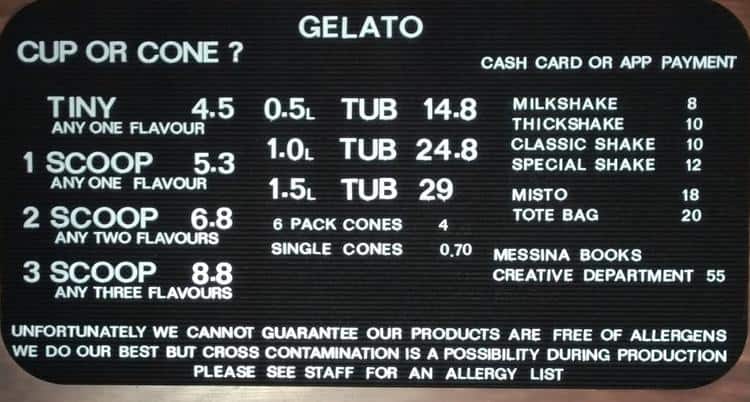 GELATO
CUP OR CONE ?
TINY 4.5
ANY ONE FLAVOUR
1 SCOOP 5.3
ANY ONE FLAVOUR
2 SCOOP 6.8
ANY TWO FLAVOURS
3 SCOOP 8.8
ANY THREE FLAVOURS
0.5L TUB 14.8
1.0L TUB 24.8
1.5L TUB 29
6 PACK CONES 4
SINGLE CONES 0.70
CASH CARD OR APP PAYMENT
MILKSHAKE 8
THICKSHAKE 10
CLASSIC SHAKE 10
SPECIAL SHAKE 12
MISTO 18
TOTE BAG 20
MESSINA BOOKS
CREATIVE DEPARTMENT 55
UNFORTUNATELY WE CANNOT GUARANTEE OUR PRODUCTS ARE FREE OF ALLERGENS
WE DO OUR BEST BUT CROSS CONTAMINATION IS A POSSIBILITY DURING PRODUCTION
PLEASE SEE STAFF FOR AN ALLERGY LIST